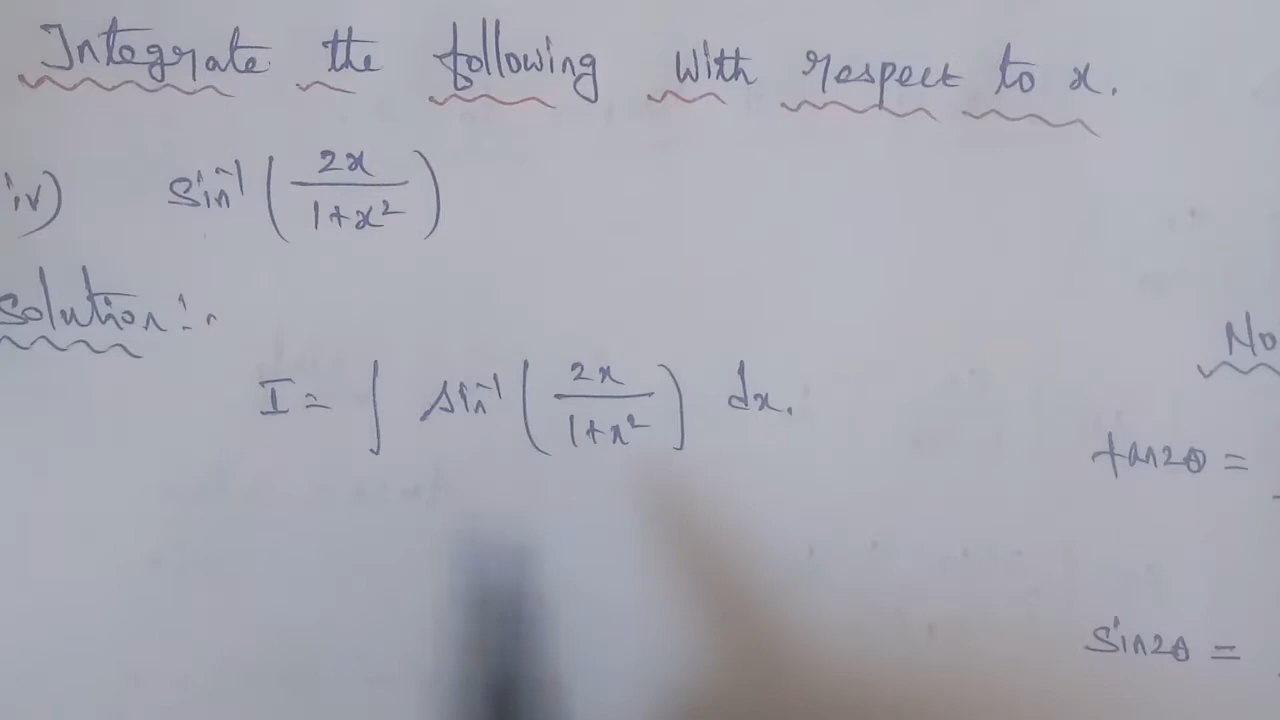 Integrate the following with respect to x.
iv) Sin⁻¹ ( 2x / 1+x² )
Solution:-
I = ∫ sin⁻¹ ( 2x / 1+x² ) dx.
No
tan2θ =
Sin2θ =